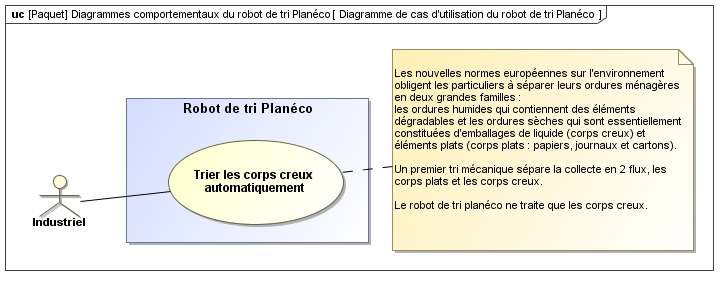 uc [Paquet] Diagrammes comportementaux du robot de tri Planéco [ Diagramme de cas d'utilisation du robot de tri Planéco ]
Robot de tri Planéco
Trier les corps creux
automatiquement
Industriel
Les nouvelles normes européennes sur l'environnement
obligent les particuliers à séparer leurs ordures ménagères
en deux grandes familles :
les ordures humides qui contiennent des éléments
dégradables et les ordures sèches qui sont essentiellement
constituées d'emballages de liquide (corps creux) et
éléments plats (corps plats : papiers, journaux et cartons).
Un premier tri mécanique sépare la collecte en 2 flux, les
corps plats et les corps creux.
Le robot de tri planéco ne traite que les corps creux.